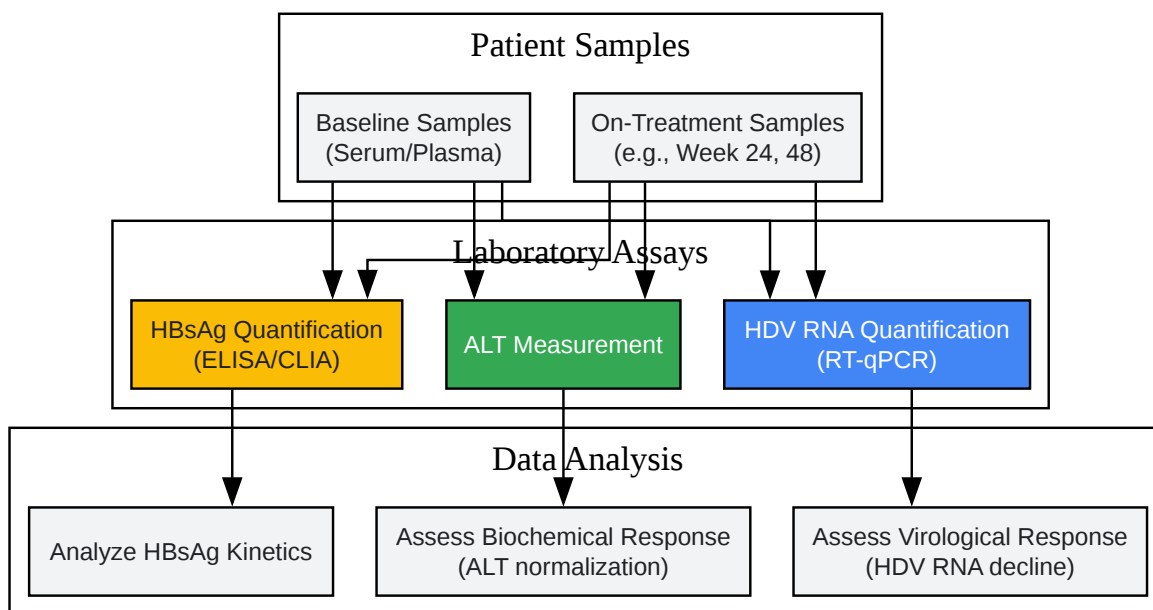 Patient Samples
Baseline Samples
(Serum/Plasma)
On-Treatment Samples
(e.g., Week 24, 48)
Laboratory Assays
HBsAg Quantification
(ELISA/CLIA)
ALT Measurement
HDV RNA Quantification
(RT-qPCR)
Data Analysis
Analyze HBsAg Kinetics
Assess Biochemical Response
(ALT normalization)
Assess Virological Response
(HDV RNA decline)